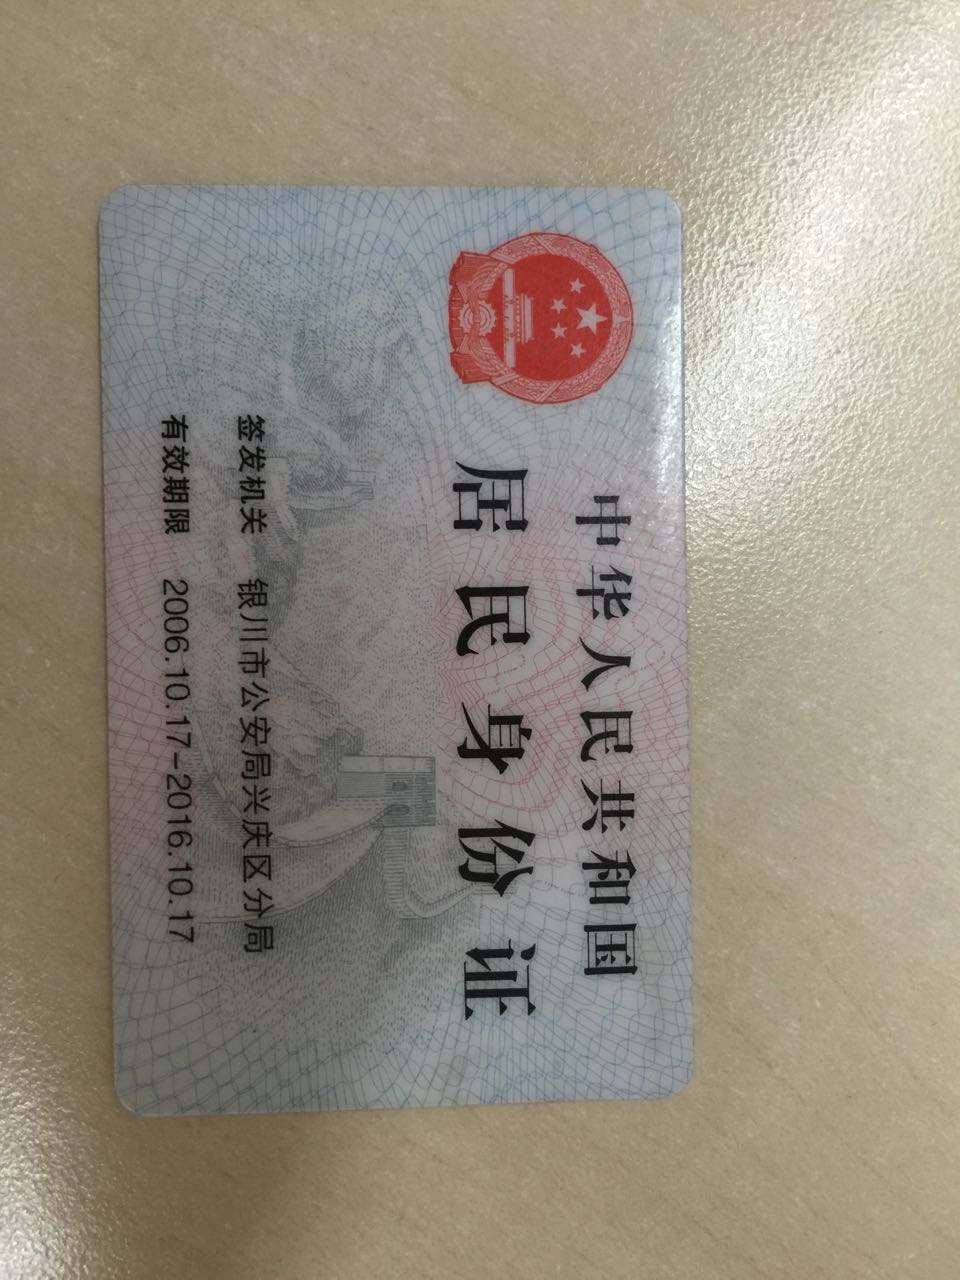 中华人民共和国
居民身份证
签发机关 银川市公安局兴庆区分局
有效期限 2006.10.17-2016.10.17